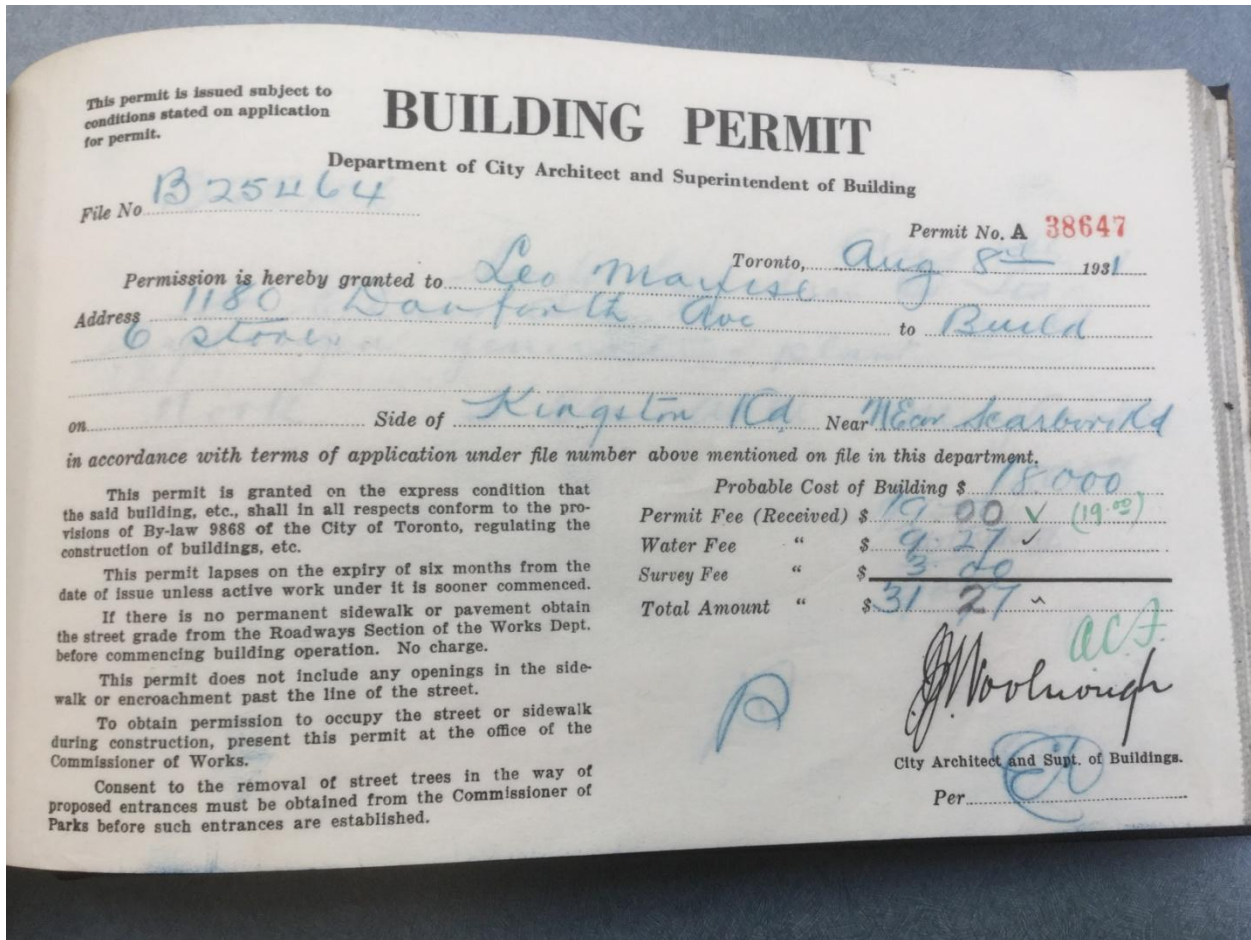 This permit is issued subject to
conditions stated on application
for permit.
BUILDING PERMIT
Department of City Architect and Superintendent of Building
File No B25464
Permit No. A 38647
Toronto, Aug 8th 1931
Permission is hereby granted to Leo
Address 1180 Danforth Ave to Build
6 stores
on Side of Kingston Rd Near Near Scarboro Rd
in accordance with terms of application under file number above mentioned on file in this department.
Probable Cost of Building $ 18000
Permit Fee (Received) $ 19 00 ✓ (19.00)
Water Fee " $ 9.27 ✓
Survey Fee " $ 3.00
Total Amount " $ 31 27
This permit is granted on the express condition that
the said building, etc., shall in all respects conform to the pro-
visions of By-law 9868 of the City of Toronto, regulating the
construction of buildings, etc.
This permit lapses on the expiry of six months from the
date of issue unless active work under it is sooner commenced.
If there is no permanent sidewalk or pavement obtain
the street grade from the Roadways Section of the Works Dept.
before commencing building operation. No charge.
This permit does not include any openings in the side-
walk or encroachment past the line of the street.
To obtain permission to occupy the street or sidewalk
during construction, present this permit at the office of the
Commissioner of Works.
Consent to the removal of street trees in the way of
proposed entrances must be obtained from the Commissioner of
Parks before such entrances are established.
P
A.C.F.
J.J. Woolnough
City Architect and Supt. of Buildings.
Per